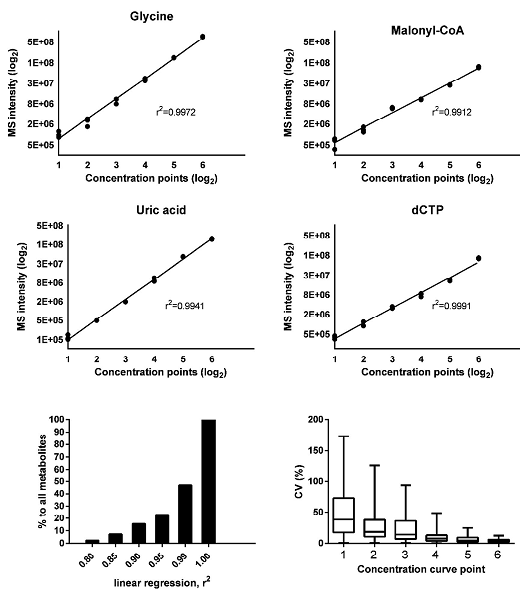 Glycine
MS intensity (log2)
5E+08
1E+08
3E+07
8E+06
2E+06
5E+05
r²=0.9972
1 2 3 4 5 6
Concentration points (log2)
Malonyl-CoA
MS intensity (log2)
5E+08
1E+08
3E+07
8E+06
2E+06
5E+05
r²=0.9912
1 2 3 4 5 6
Concentration points (log2)
Uric acid
MS intensity (log2)
5E+08
1E+08
3E+07
8E+06
2E+06
5E+05
1E+05
r²=0.9941
1 2 3 4 5 6
Concentration points (log2)
dCTP
MS intensity (log2)
5E+08
1E+08
3E+07
8E+06
2E+06
5E+05
r²=0.9991
1 2 3 4 5 6
Concentration points (log2)
% to all metabolites
100
90
80
70
60
50
40
30
20
10
0
0.80 0.85 0.90 0.95 0.99 1.00
linear regression, r²
CV (%)
200
150
100
50
0
1 2 3 4 5 6
Concentration curve point